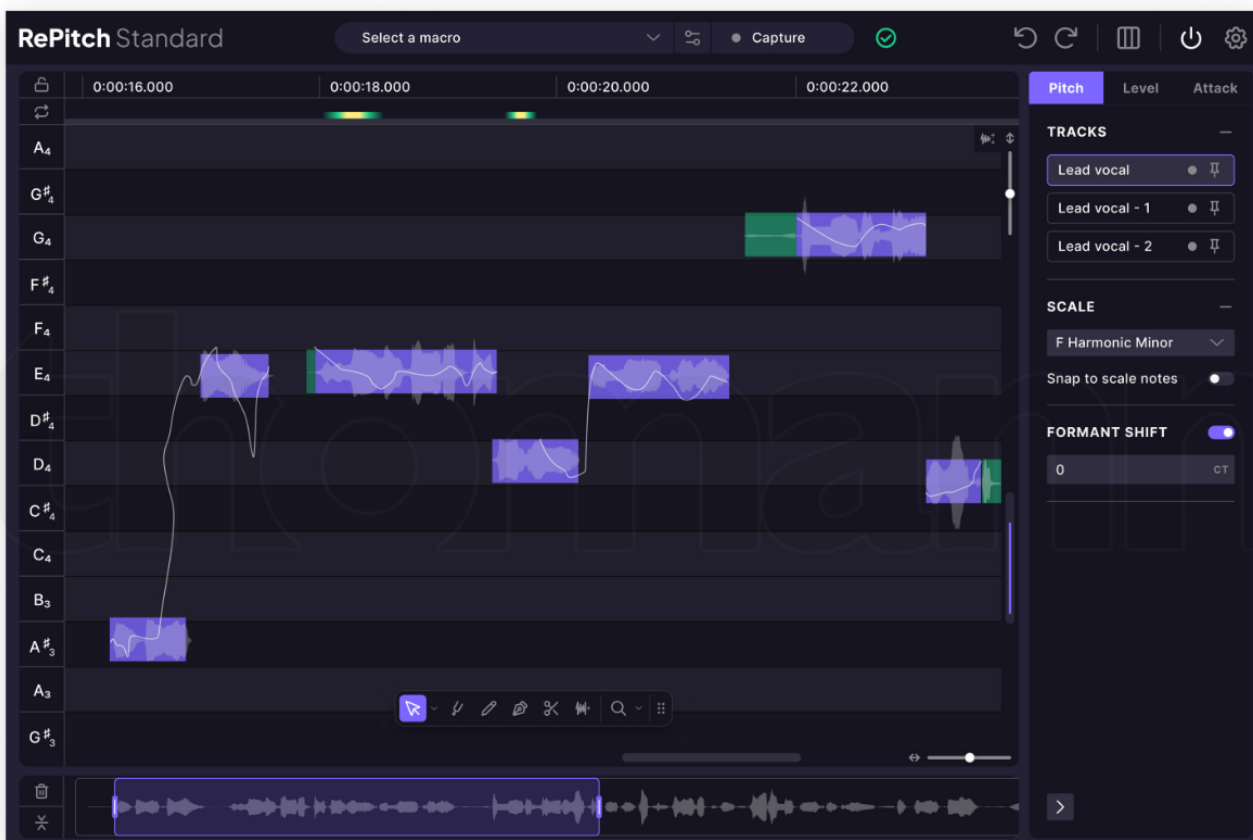 RePitch Standard
Select a macro
Capture
0:00:16.000 0:00:18.000 0:00:20.000 0:00:22.000
A4
G♯4
G4
F♯4
F4
E4
D♯4
D4
C♯4
C4
B3
A♯3
A3
G♯3
Pitch Level Attack
TRACKS
Lead vocal
Lead vocal - 1
Lead vocal - 2
SCALE
F Harmonic Minor
Snap to scale notes
FORMANT SHIFT
0 CT